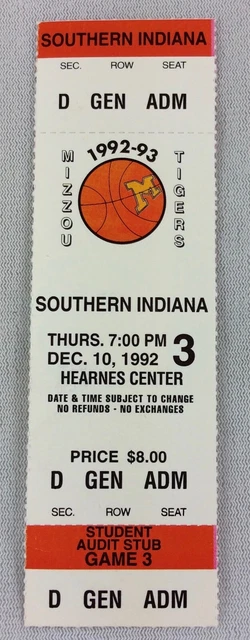 SOUTHERN INDIANA
SEC. ROW SEAT
D GEN ADM
1992-93
MIZZOU
M
TIGERS
SOUTHERN INDIANA
THURS. 7:00 PM
DEC. 10, 1992
3
HEARNES CENTER
DATE & TIME SUBJECT TO CHANGE
NO REFUNDS - NO EXCHANGES
PRICE $8.00
D GEN ADM
SEC. ROW SEAT
STUDENT
AUDIT STUB
GAME 3
D GEN ADM